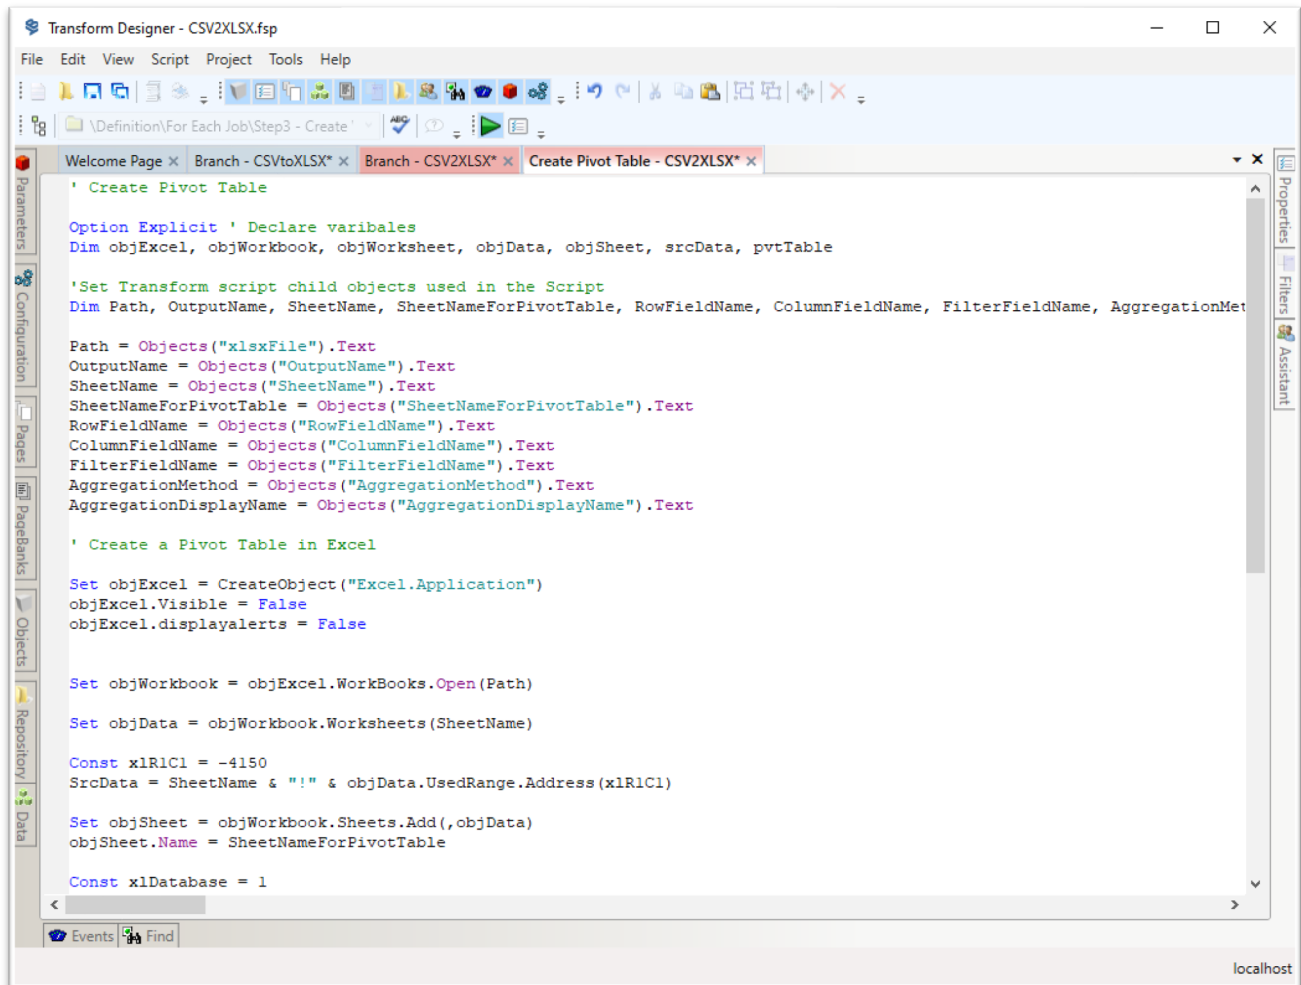 Transform Designer - CSV2XLSX.fsp
File Edit View Script Project Tools Help
\Definition\For Each Job\Step3 - Create '
ABC
Welcome Page Branch - CSVtoXLSX* Branch - CSV2XLSX* Create Pivot Table - CSV2XLSX*
Parameters
Configuration
Pages
PageBanks
Objects
Repository
Data
' Create Pivot Table
Option Explicit ' Declare varibales
Dim objExcel, objWorkbook, objWorksheet, objData, objSheet, srcData, pvtTable
'Set Transform script child objects used in the Script
Dim Path, OutputName, SheetName, SheetNameForPivotTable, RowFieldName, ColumnFieldName, FilterFieldName, AggregationMet
Path = Objects("xlsxFile").Text
OutputName = Objects("OutputName").Text
SheetName = Objects("SheetName").Text
SheetNameForPivotTable = Objects("SheetNameForPivotTable").Text
RowFieldName = Objects("RowFieldName").Text
ColumnFieldName = Objects("ColumnFieldName").Text
FilterFieldName = Objects("FilterFieldName").Text
AggregationMethod = Objects("AggregationMethod").Text
AggregationDisplayName = Objects("AggregationDisplayName").Text
' Create a Pivot Table in Excel
Set objExcel = CreateObject("Excel.Application")
objExcel.Visible = False
objExcel.displayalerts = False
Set objWorkbook = objExcel.WorkBooks.Open(Path)
Set objData = objWorkbook.Worksheets(SheetName)
Const xlR1C1 = -4150
SrcData = SheetName & "!" & objData.UsedRange.Address(xlR1C1)
Set objSheet = objWorkbook.Sheets.Add(,objData)
objSheet.Name = SheetNameForPivotTable
Const xlDatabase = 1
Properties
Filters
Assistant
Events Find
localhost